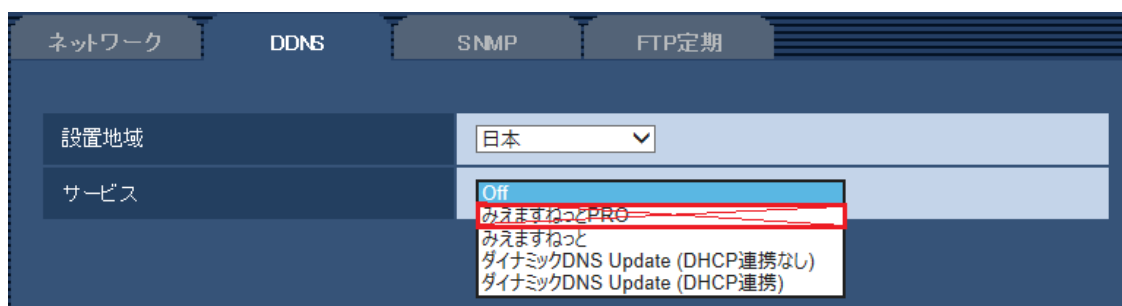 ネットワーク DDNS SNMP FTP定期
設置地域 日本
サービス Off
みえますねっとPRO
みえますねっと
ダイナミックDNS Update (DHCP連携なし)
ダイナミックDNS Update (DHCP連携)